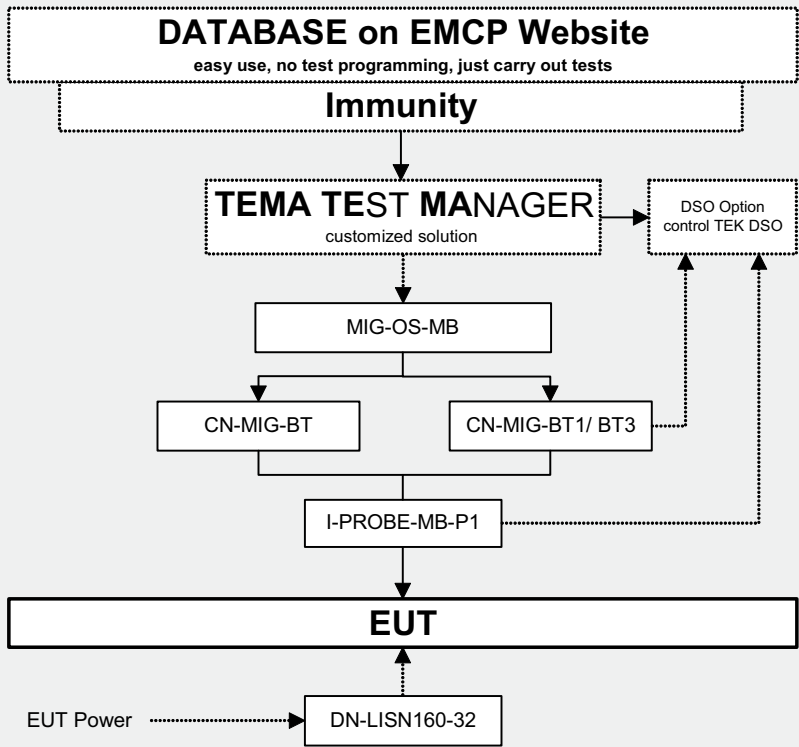 DATABASE on EMCP Website
easy use, no test programming, just carry out tests
Immunity
TEMA TEST MANAGER
customized solution
DSO Option
control TEK DSO
MIG-OS-MB
CN-MIG-BT
CN-MIG-BT1/ BT3
I-PROBE-MB-P1
EUT
EUT Power
DN-LISN160-32